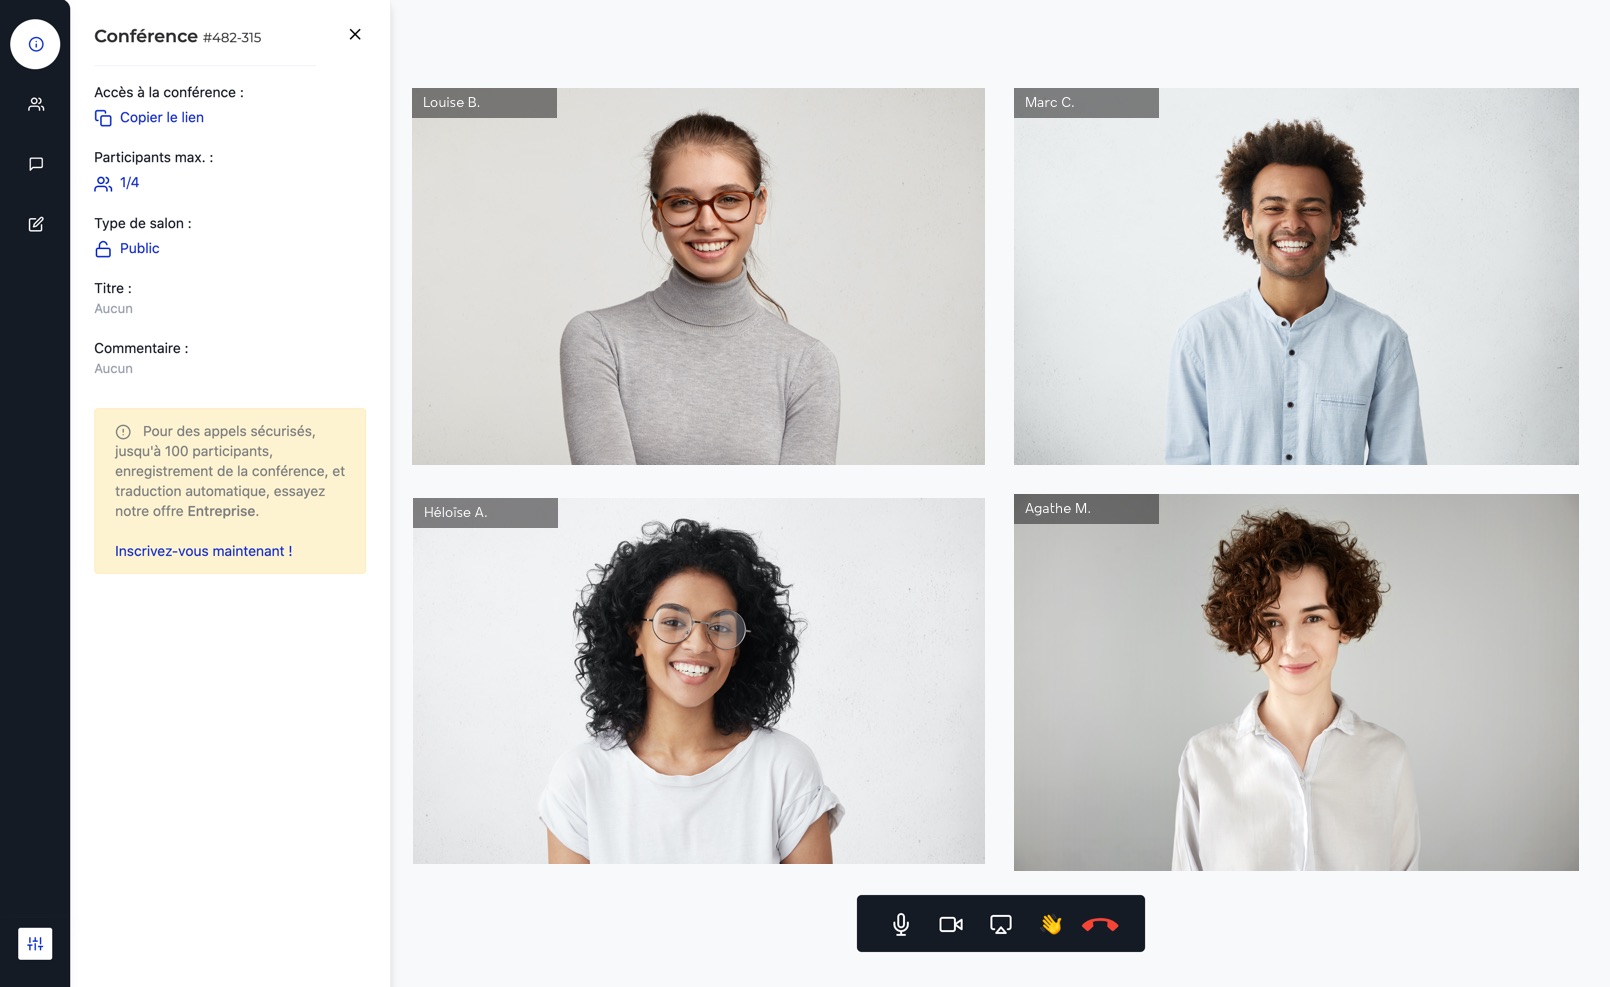 Conférence #482-315
Accès à la conférence :
Copier le lien
Participants max. :
1/4
Type de salon :
Public
Titre :
Aucun
Commentaire :
Aucun
Pour des appels sécurisés,
jusqu'à 100 participants,
enregistrement de la conférence, et
traduction automatique, essayez
notre offre Entreprise.
Inscrivez-vous maintenant !
Louise B.
Marc C.
Héloïse A.
Agathe M.